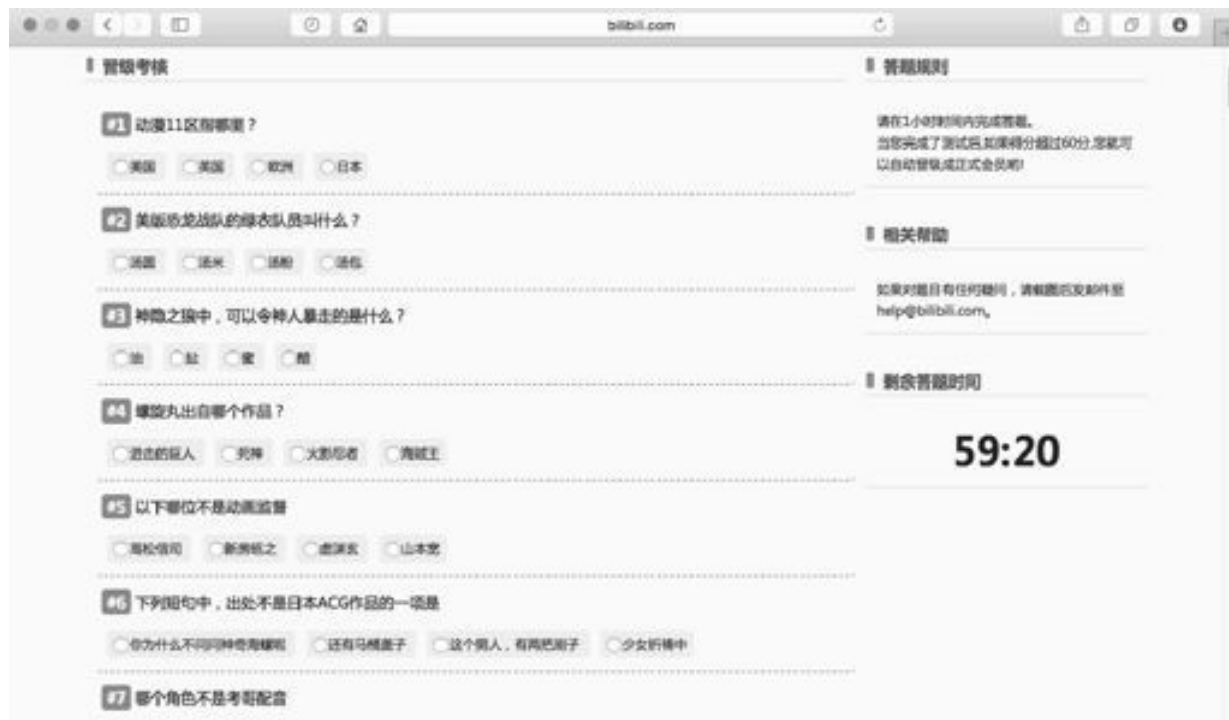 bilibili.com
晋级考核
答题规则
#1 动漫11区指哪里？
美国 英国 欧洲 日本
请在1小时时间内完成答题。
当您完成了测试后,如果得分超过60分,您就可
以自动晋级成正式会员哟!
#2 美版恐龙战队的绿衣队员叫什么？
汤圆 汤米 汤粉 汤包
相关帮助
如果对题目有任何疑问，请截图后发邮件至
help@bilibili.com。
#3 神隐之狼中，可以令神人暴走的是什么？
油 盐 蜜 醋
剩余答题时间
59:20
#4 螺旋丸出自哪个作品？
进击的巨人 死神 火影忍者 海贼王
#5 以下哪位不是动画监督
高松信司 新房昭之 虚渊玄 山本宽
#6 下列短句中，出处不是日本ACG作品的一项是
你为什么不问问神奇海螺呢 还有马桶盖子 这个男人，有两把刷子 少女祈祷中
#7 哪个角色不是考哥配音